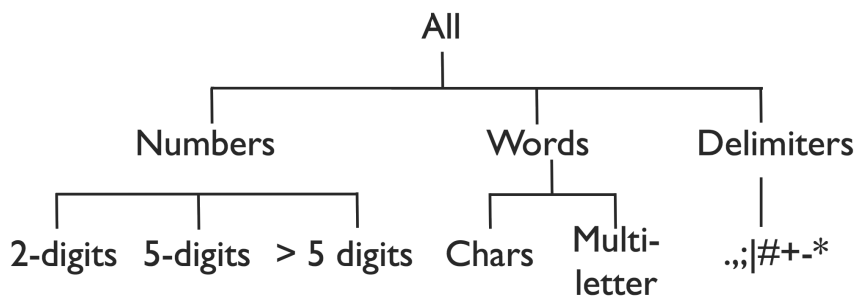 All
Numbers Words Delimiters
2-digits 5-digits > 5 digits Chars Multi-
letter .,;|#+-*